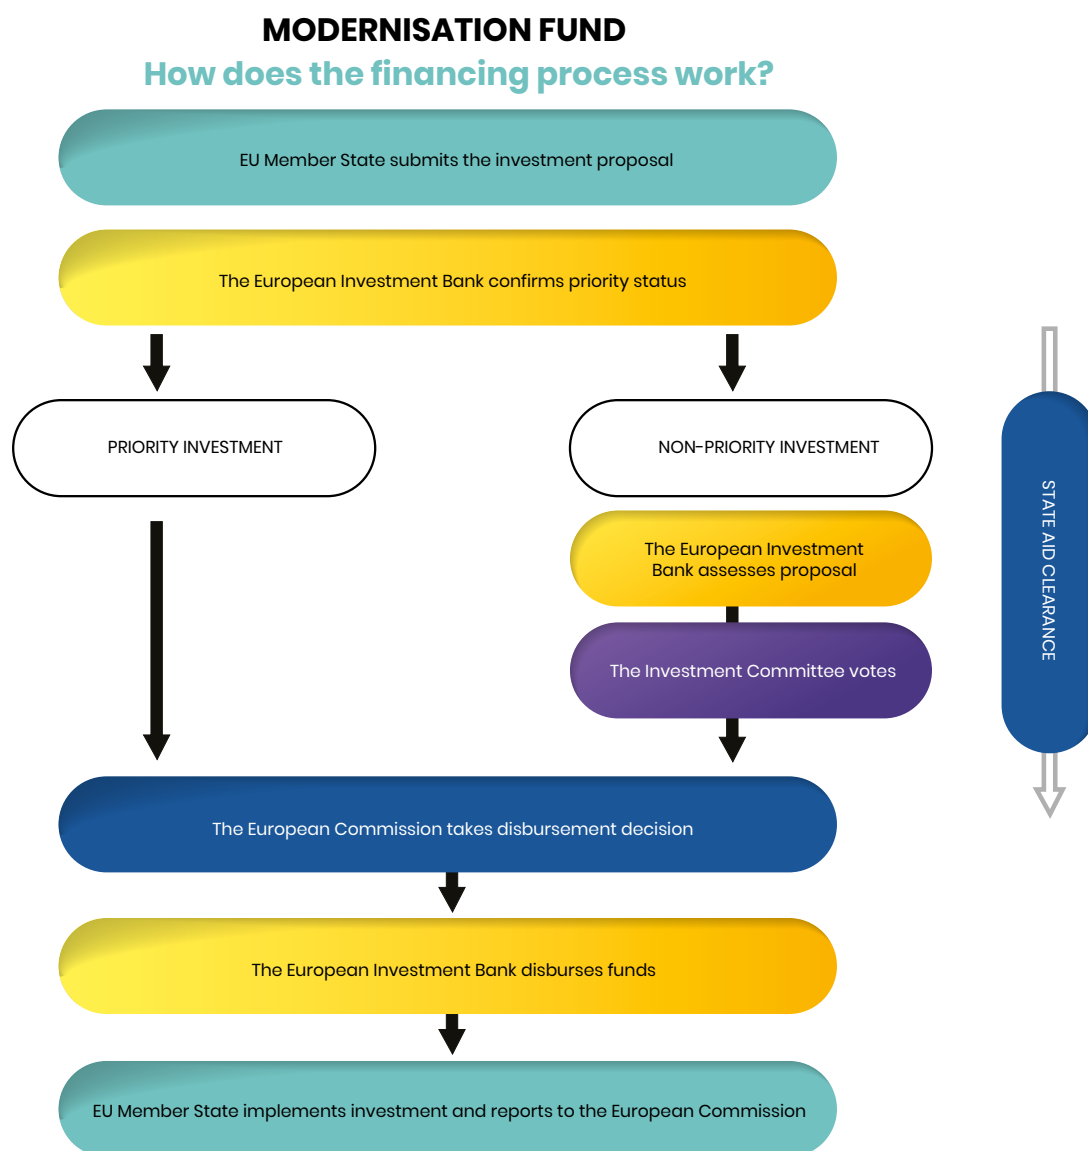 MODERNISATION FUND
How does the financing process work?
EU Member State submits the investment proposal
The European Investment Bank confirms priority status
PRIORITY INVESTMENT
NON-PRIORITY INVESTMENT
The European Investment
Bank assesses proposal
The Investment Committee votes
STATE AID CLEARANCE
The European Commission takes disbursement decision
The European Investment Bank disburses funds
EU Member State implements investment and reports to the European Commission